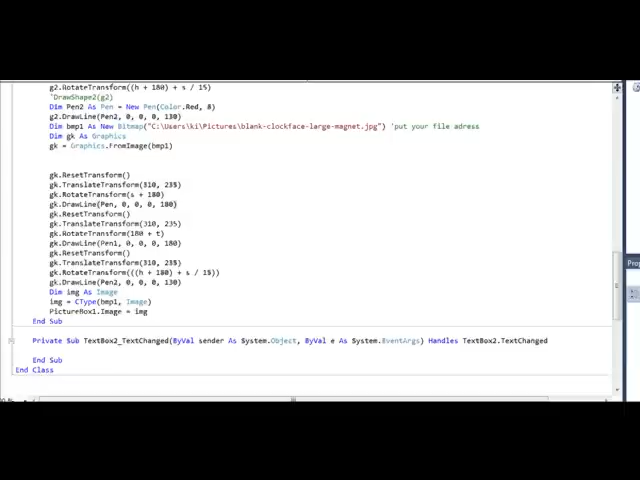 g2.RotateTransform((h + 180) + s / 15)
'DrawShape2(g2)
Dim Pen2 As Pen = New Pen(Color.Red, 8)
g2.DrawLine(Pen2, 0, 0, 0, 130)
Dim bmp1 As New Bitmap("C:\Users\ki\Pictures\blank-clockface-large-magnet.jpg") 'put your file adress
Dim gk As Graphics
gk = Graphics.FromImage(bmp1)
gk.ResetTransform()
gk.TranslateTransform(310, 235)
gk.RotateTransform(s + 180)
gk.DrawLine(Pen, 0, 0, 0, 180)
gk.ResetTransform()
gk.TranslateTransform(310, 235)
gk.RotateTransform(180 + t)
gk.DrawLine(Pen1, 0, 0, 0, 180)
gk.ResetTransform()
gk.TranslateTransform(310, 235)
gk.RotateTransform(((h + 180) + s / 15))
gk.DrawLine(Pen2, 0, 0, 0, 130)
Dim img As Image
img = CType(bmp1, Image)
PictureBox1.Image = img
End Sub
Private Sub TextBox2_TextChanged(ByVal sender As System.Object, ByVal e As System.EventArgs) Handles TextBox2.TextChanged
End Sub
End Class